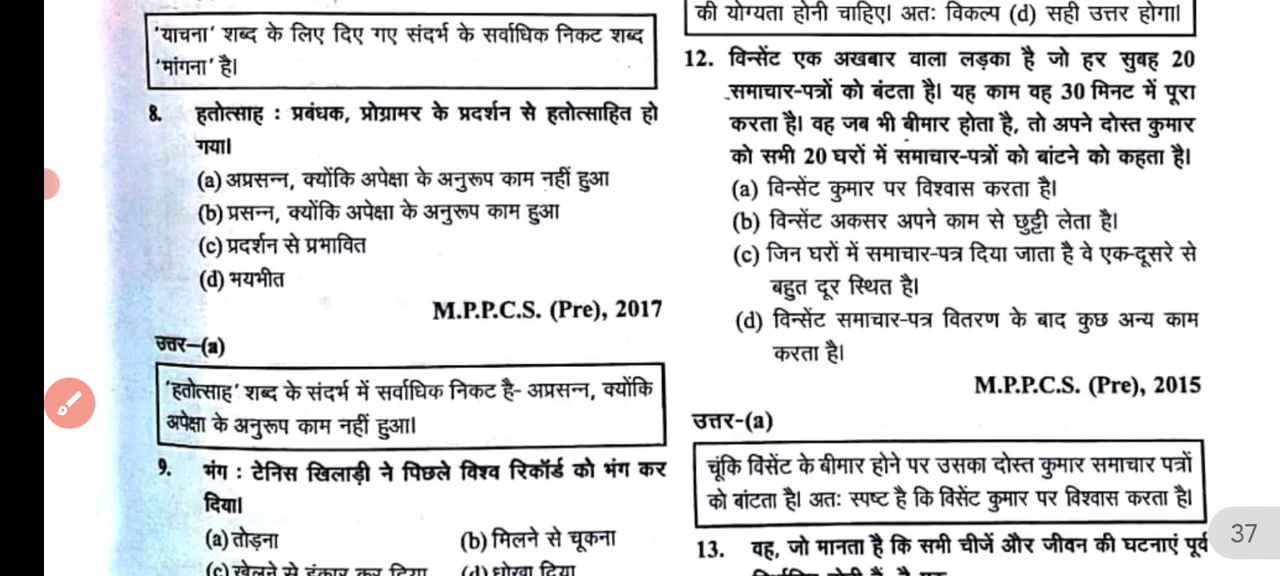 'याचना' शब्द के लिए दिए गए संदर्भ के सर्वाधिक निकट शब्द
'मांगना' है।
8. हतोत्साह : प्रबंधक, प्रोग्रामर के प्रदर्शन से हतोत्साहित हो
गया।
(a) अप्रसन्न, क्योंकि अपेक्षा के अनुरूप काम नहीं हुआ
(b) प्रसन्न, क्योंकि अपेक्षा के अनुरूप काम हुआ
(c) प्रदर्शन से प्रभावित
(d) भयभीत
M.P.P.C.S. (Pre), 2017
उत्तर–(a)
'हतोत्साह' शब्द के संदर्भ में सर्वाधिक निकट है- अप्रसन्न, क्योंकि
अपेक्षा के अनुरूप काम नहीं हुआ।
9. भंग : टेनिस खिलाड़ी ने पिछले विश्व रिकॉर्ड को भंग कर
दिया।
(a) तोड़ना (b) मिलने से चूकना
(c) खेलने से इंकार कर दिया (d) धोखा दिया
की योग्यता होनी चाहिए। अतः विकल्प (d) सही उत्तर होगा।
12. विन्सेंट एक अखबार वाला लड़का है जो हर सुबह 20
समाचार-पत्रों को बंटता है। यह काम वह 30 मिनट में पूरा
करता है। वह जब भी बीमार होता है, तो अपने दोस्त कुमार
को सभी 20 घरों में समाचार-पत्रों को बांटने को कहता है।
(a) विन्सेंट कुमार पर विश्वास करता है।
(b) विन्सेंट अकसर अपने काम से छुट्टी लेता है।
(c) जिन घरों में समाचार-पत्र दिया जाता है वे एक-दूसरे से
बहुत दूर स्थित है।
(d) विन्सेंट समाचार-पत्र वितरण के बाद कुछ अन्य काम
करता है।
M.P.P.C.S. (Pre), 2015
उत्तर-(a)
चूंकि विंसेंट के बीमार होने पर उसका दोस्त कुमार समाचार पत्रों
को बांटता है। अतः स्पष्ट है कि विंसेंट कुमार पर विश्वास करता है।
13. वह, जो मानता है कि सभी चीजें और जीवन की घटनाएं पूर्व
37